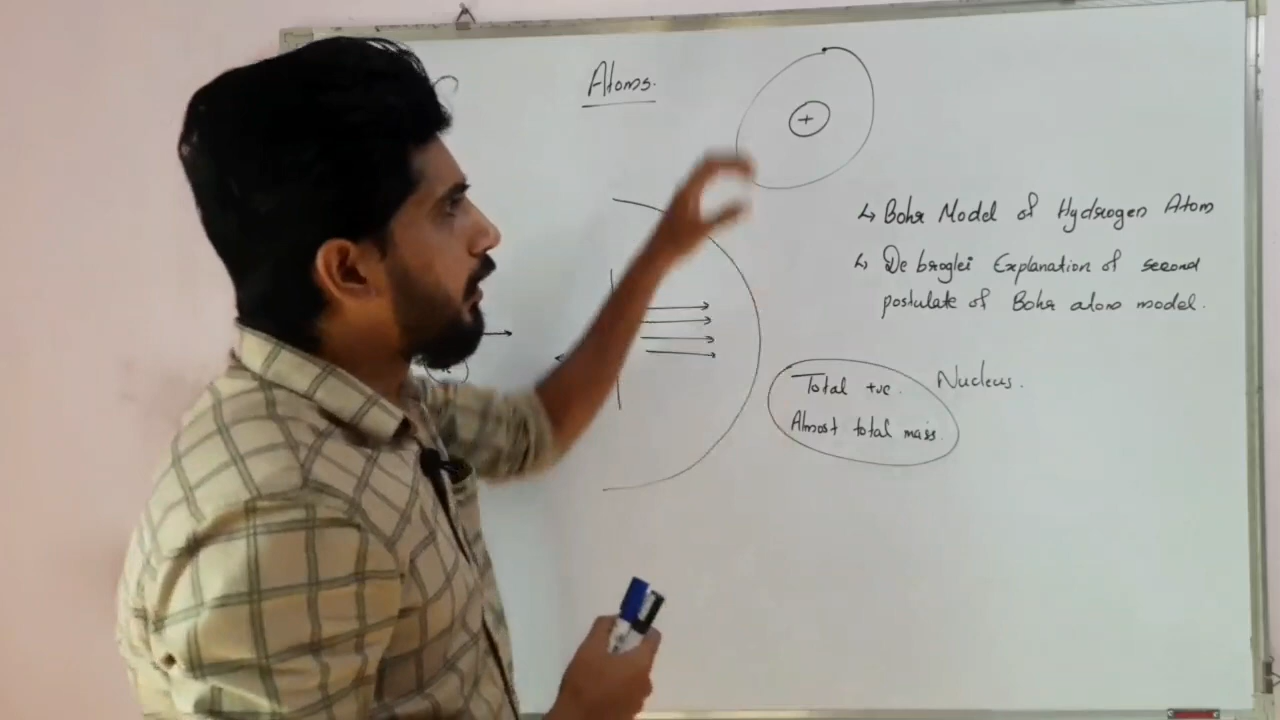 Atoms.
+
↳ Bohr Model of Hydrogen Atom
↳ De broglei Explanation of second
postulate of Bohr atom model.
Total +ve. Nucleus.
Almost total mass.